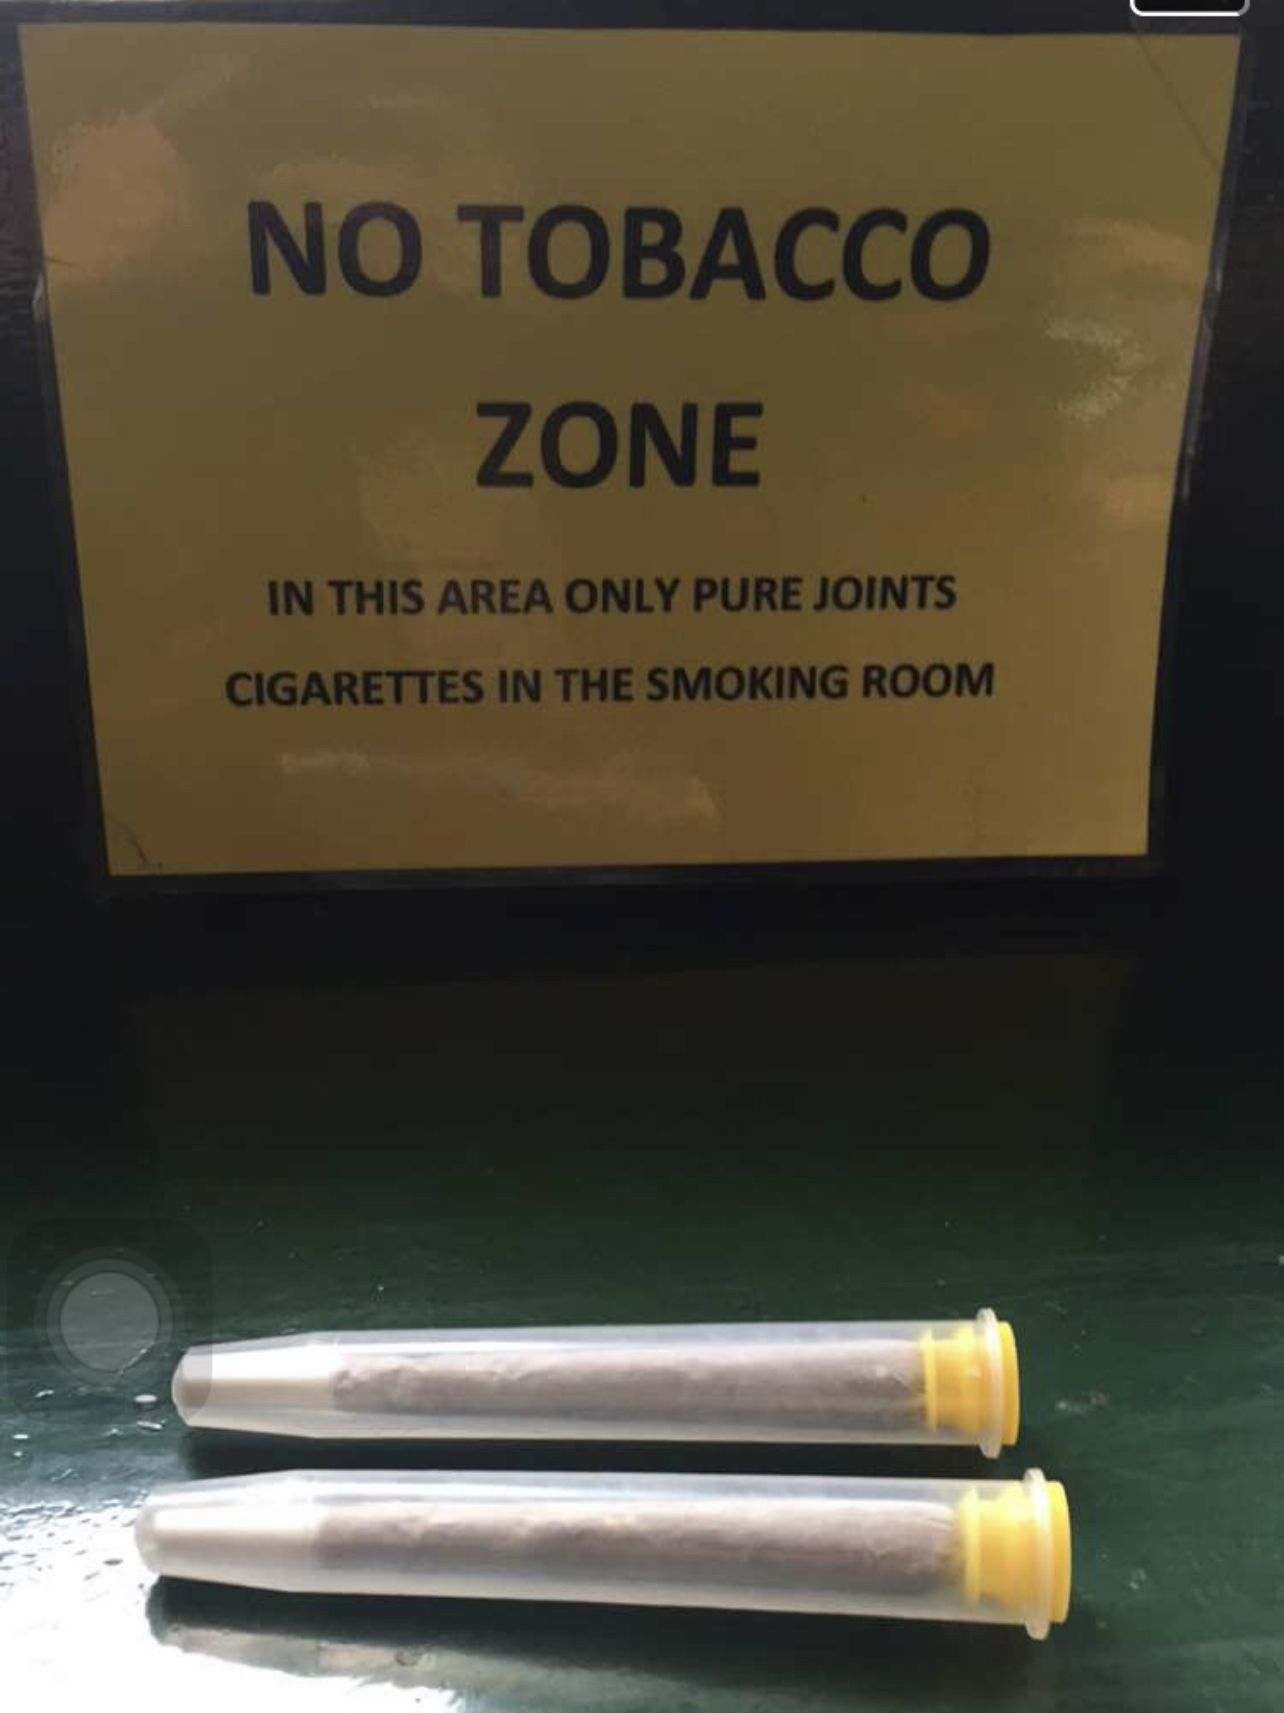 NO TOBACCO
ZONE
IN THIS AREA ONLY PURE JOINTS
CIGARETTES IN THE SMOKING ROOM